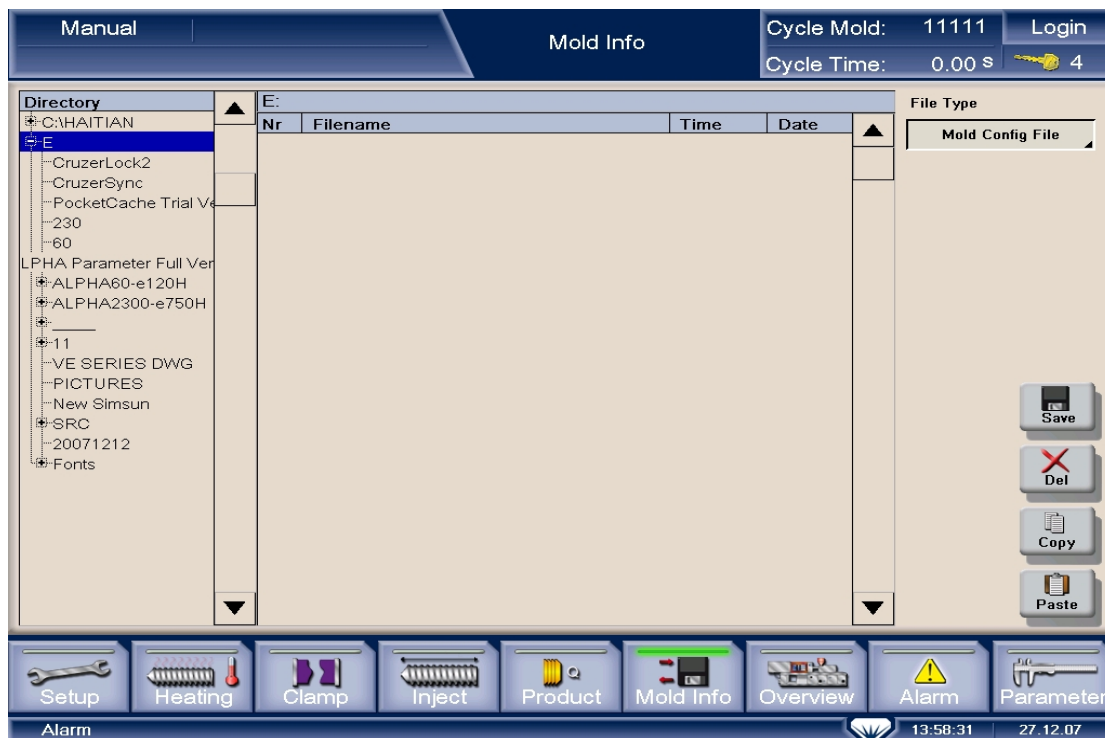 Manual
Mold Info
Cycle Mold: 11111
Login
Cycle Time: 0.00 s
4
Directory
C:\HAITIAN
E
CruzerLock2
CruzerSync
PocketCache Trial Ve
230
60
LPHA Parameter Full Ver
ALPHA60-e120H
ALPHA2300-e750H
_____
11
VE SERIES DWG
PICTURES
New Simsun
SRC
20071212
Fonts
E:
Nr Filename Time Date
File Type
Mold Config File
Save
Del
Copy
Paste
Setup Heating Clamp Inject Product Mold Info Overview Alarm Parameter
Alarm 13:58:31 27.12.07